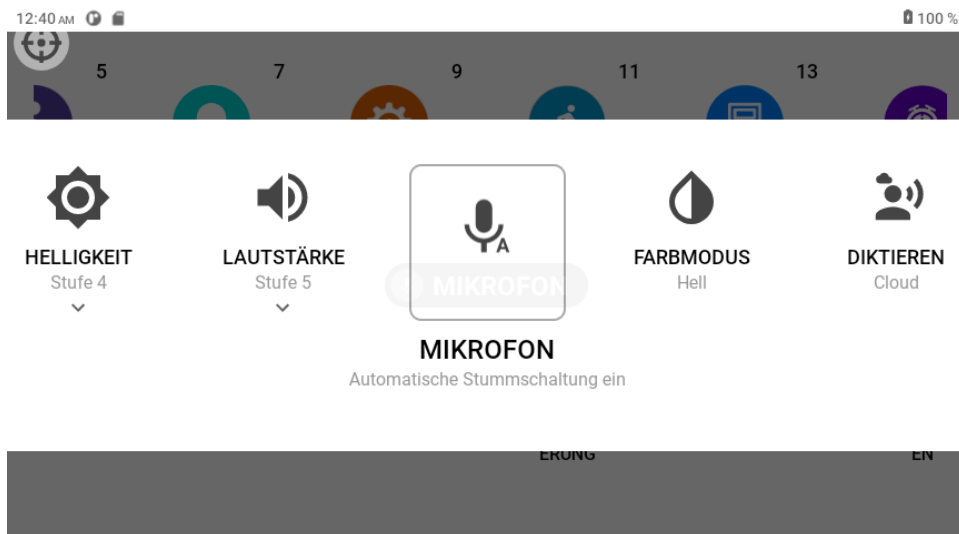 12:40 AM
100 %
5 7 9 11 13
HELLIGKEIT
Stufe 4
LAUTSTÄRKE
Stufe 5
A
MIKROFON
MIKROFON
Automatische Stummschaltung ein
FARBMODUS
Hell
DIKTIEREN
Cloud
ERUNG
EN